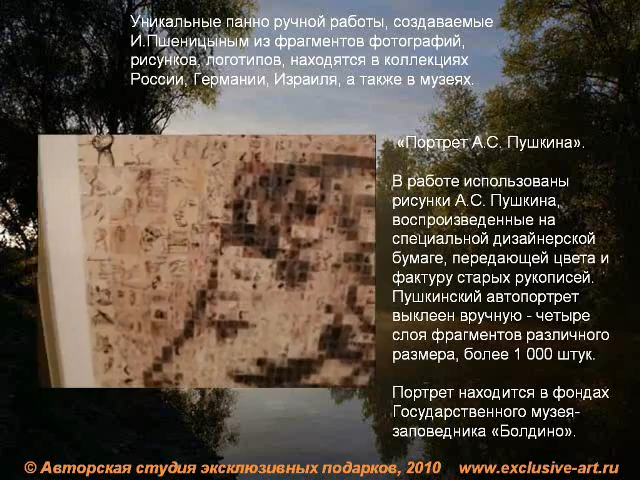 Уникальные панно ручной работы, создаваемые
И.Пшеницыным из фрагментов фотографий,
рисунков, логотипов, находятся в коллекциях
России, Германии, Израиля, а также в музеях.
«Портрет А.С. Пушкина».
В работе использованы
рисунки А.С. Пушкина,
воспроизведенные на
специальной дизайнерской
бумаге, передающей цвета и
фактуру старых рукописей.
Пушкинский автопортрет
выклеен вручную - четыре
слоя фрагментов различного
размера, более 1 000 штук.
Портрет находится в фондах
Государственного музея-
заповедника «Болдино».
© Авторская студия эксклюзивных подарков, 2010 www.exclusive-art.ru